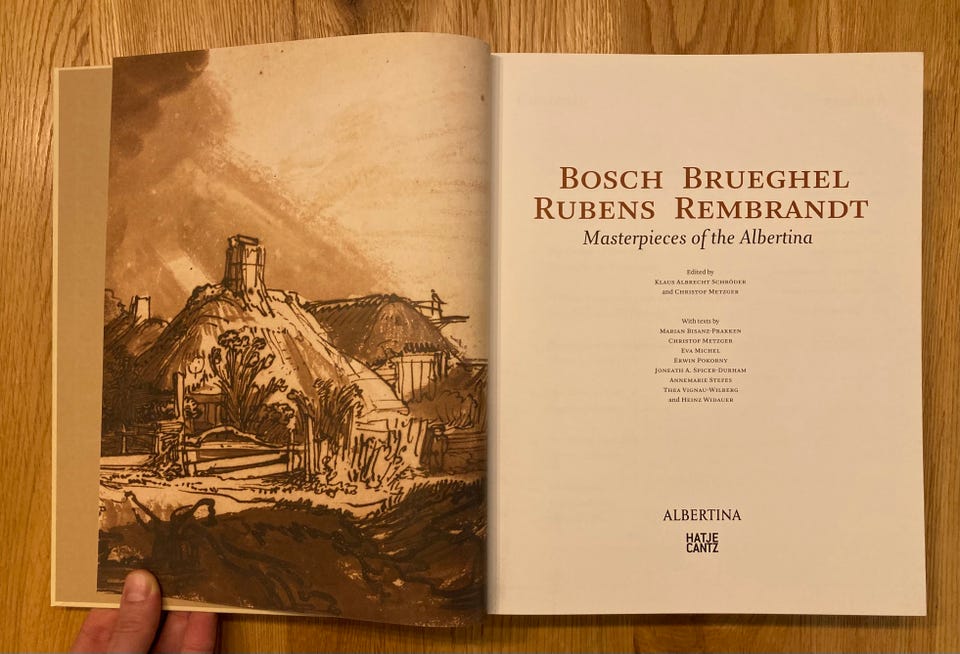 BOSCH BRUEGHEL
RUBENS REMBRANDT
Masterpieces of the Albertina
Edited by
KLAUS ALBRECHT SCHRÖDER
and CHRISTOF METZGER
With texts by
MARIAN BISANZ-PRAKKEN
CHRISTOF METZGER
EVA MICHEL
ERWIN POKORNY
JONEATH A. SPICER-DURHAM
ANNEMARIE STEFES
THEA VIGNAU-WILBERG
and HEINZ WIDAUER
ALBERTINA
HATJE
CANTZ